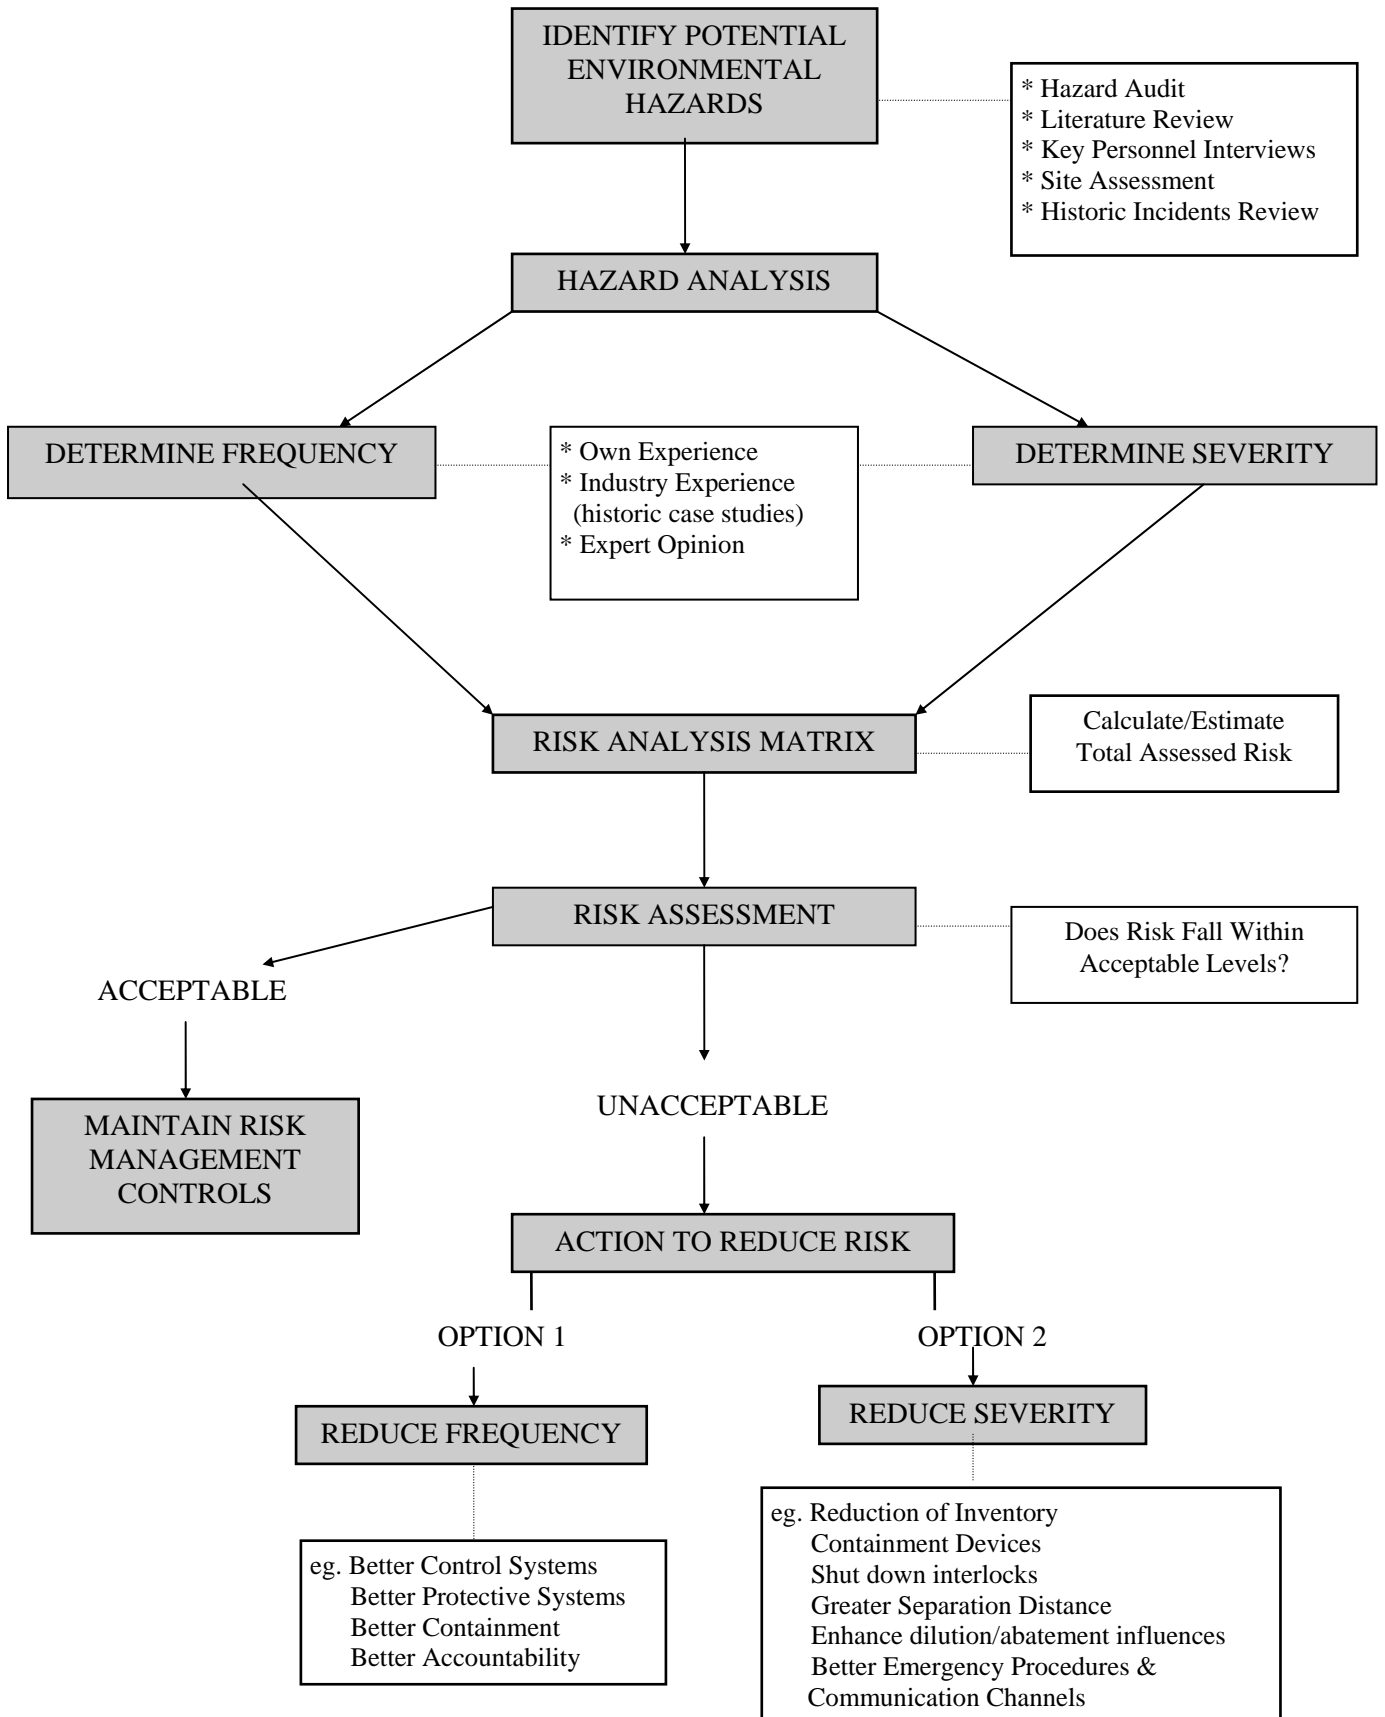 IDENTIFY POTENTIAL
ENVIRONMENTAL
HAZARDS
* Hazard Audit
* Literature Review
* Key Personnel Interviews
* Site Assessment
* Historic Incidents Review
HAZARD ANALYSIS
DETERMINE FREQUENCY
* Own Experience
* Industry Experience
(historic case studies)
* Expert Opinion
DETERMINE SEVERITY
RISK ANALYSIS MATRIX
Calculate/Estimate
Total Assessed Risk
RISK ASSESSMENT
Does Risk Fall Within
Acceptable Levels?
ACCEPTABLE
MAINTAIN RISK
MANAGEMENT
CONTROLS
UNACCEPTABLE
ACTION TO REDUCE RISK
OPTION 1
OPTION 2
REDUCE FREQUENCY
REDUCE SEVERITY
eg. Better Control Systems
Better Protective Systems
Better Containment
Better Accountability
eg. Reduction of Inventory
Containment Devices
Shut down interlocks
Greater Separation Distance
Enhance dilution/abatement influences
Better Emergency Procedures &
Communication Channels